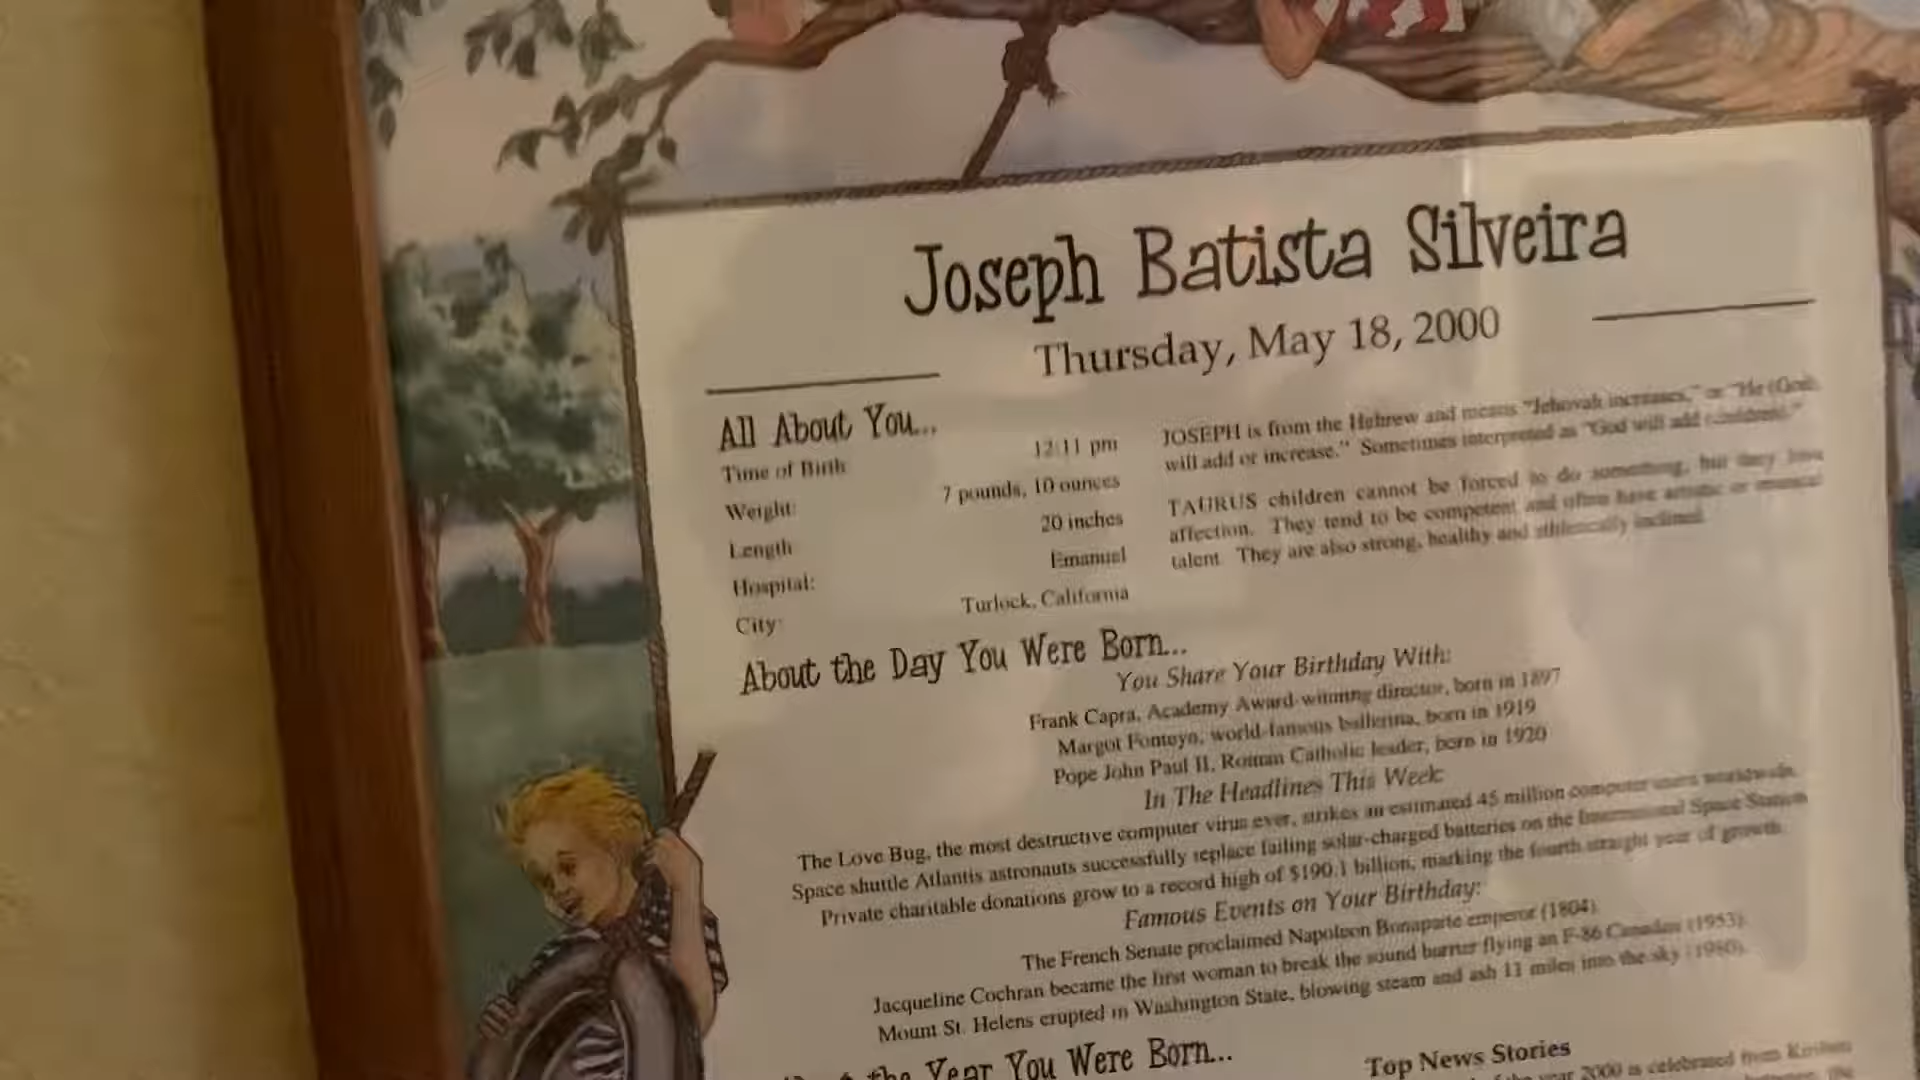 Joseph Batista Silveira
Thursday, May 18, 2000
All About You...
Time of Birth: 12:11 pm
Weight: 7 pounds, 10 ounces
Length: 20 inches
Hospital: Emanuel
City: Turlock, California
JOSEPH is from the Hebrew and means "Jehovah increases," or "He (God)
will add or increase." Sometimes interpreted as "God will add children)."
TAURUS children cannot be forced to do something, but they love
affection. They tend to be competent and often have artistic or musical
talent. They are also strong, healthy and athletically inclined.
About the Day You Were Born...
You Share Your Birthday With:
Frank Capra, Academy Award-winning director, born in 1897
Margot Fonteyn, world-famous ballerina, born in 1919
Pope John Paul II, Roman Catholic leader, born in 1920
In The Headlines This Week:
The Love Bug, the most destructive computer virus ever, strikes an estimated 45 million computer users worldwide.
Space shuttle Atlantis astronauts successfully replace failing solar-charged batteries on the International Space Station.
Private charitable donations grow to a record high of $190.1 billion, marking the fourth straight year of growth.
Famous Events on Your Birthday:
The French Senate proclaimed Napoleon Bonaparte emperor (1804).
Jacqueline Cochran became the first woman to break the sound barrier flying an F-86 Canadian (1953).
Mount St. Helens erupted in Washington State, blowing steam and ash 11 miles into the sky (1980).
the Year You Were Born...
Top News Stories
year 2000 is celebrated from